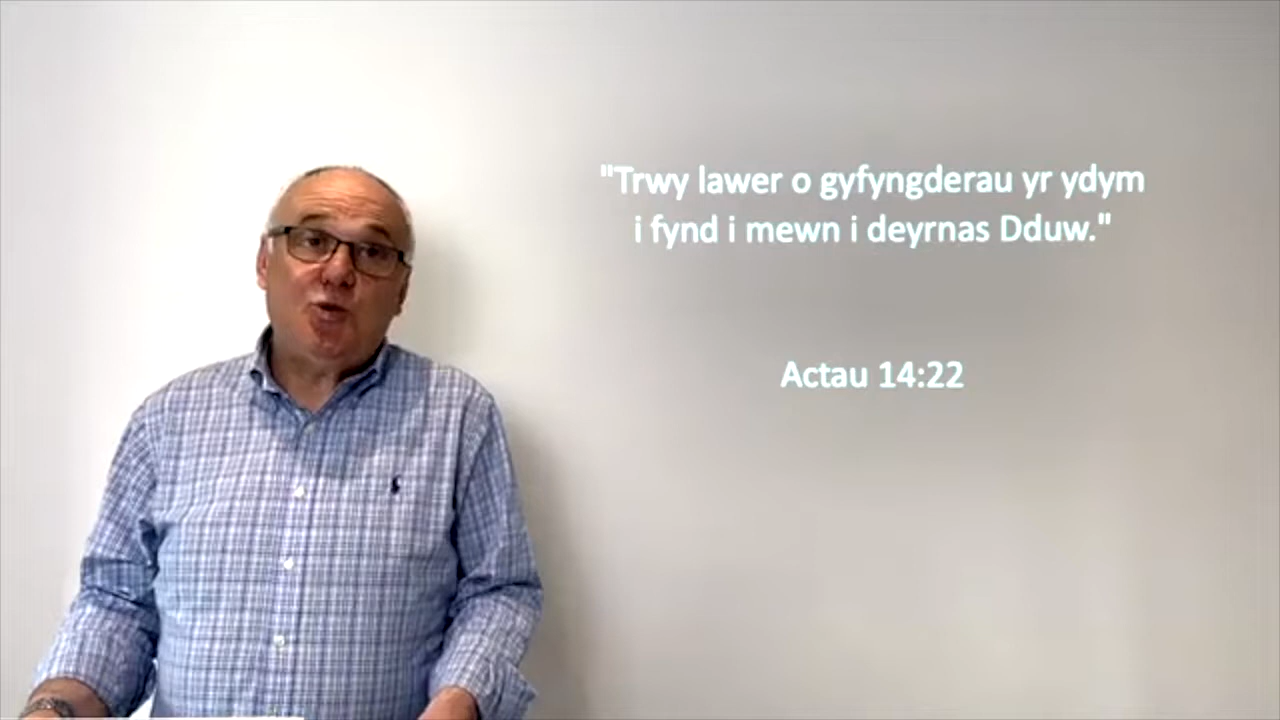 "Trwy lawer o gyfyngderau yr ydym
i fynd i mewn i deyrnas Dduw."
Actau 14:22